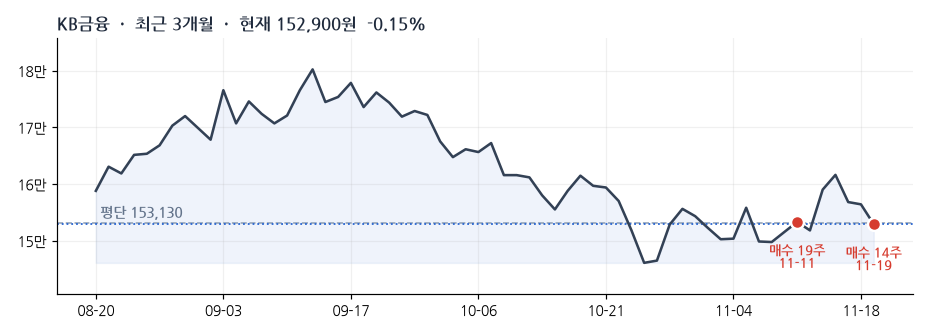 KB금융 · 최근 3개월 · 현재 152,900원 -0.15%
18만
17만
16만
평단 153,130
15만
매수 19주
11-11
매수 14주
11-19
08-20 09-03 09-17 10-06 10-21 11-04 11-18